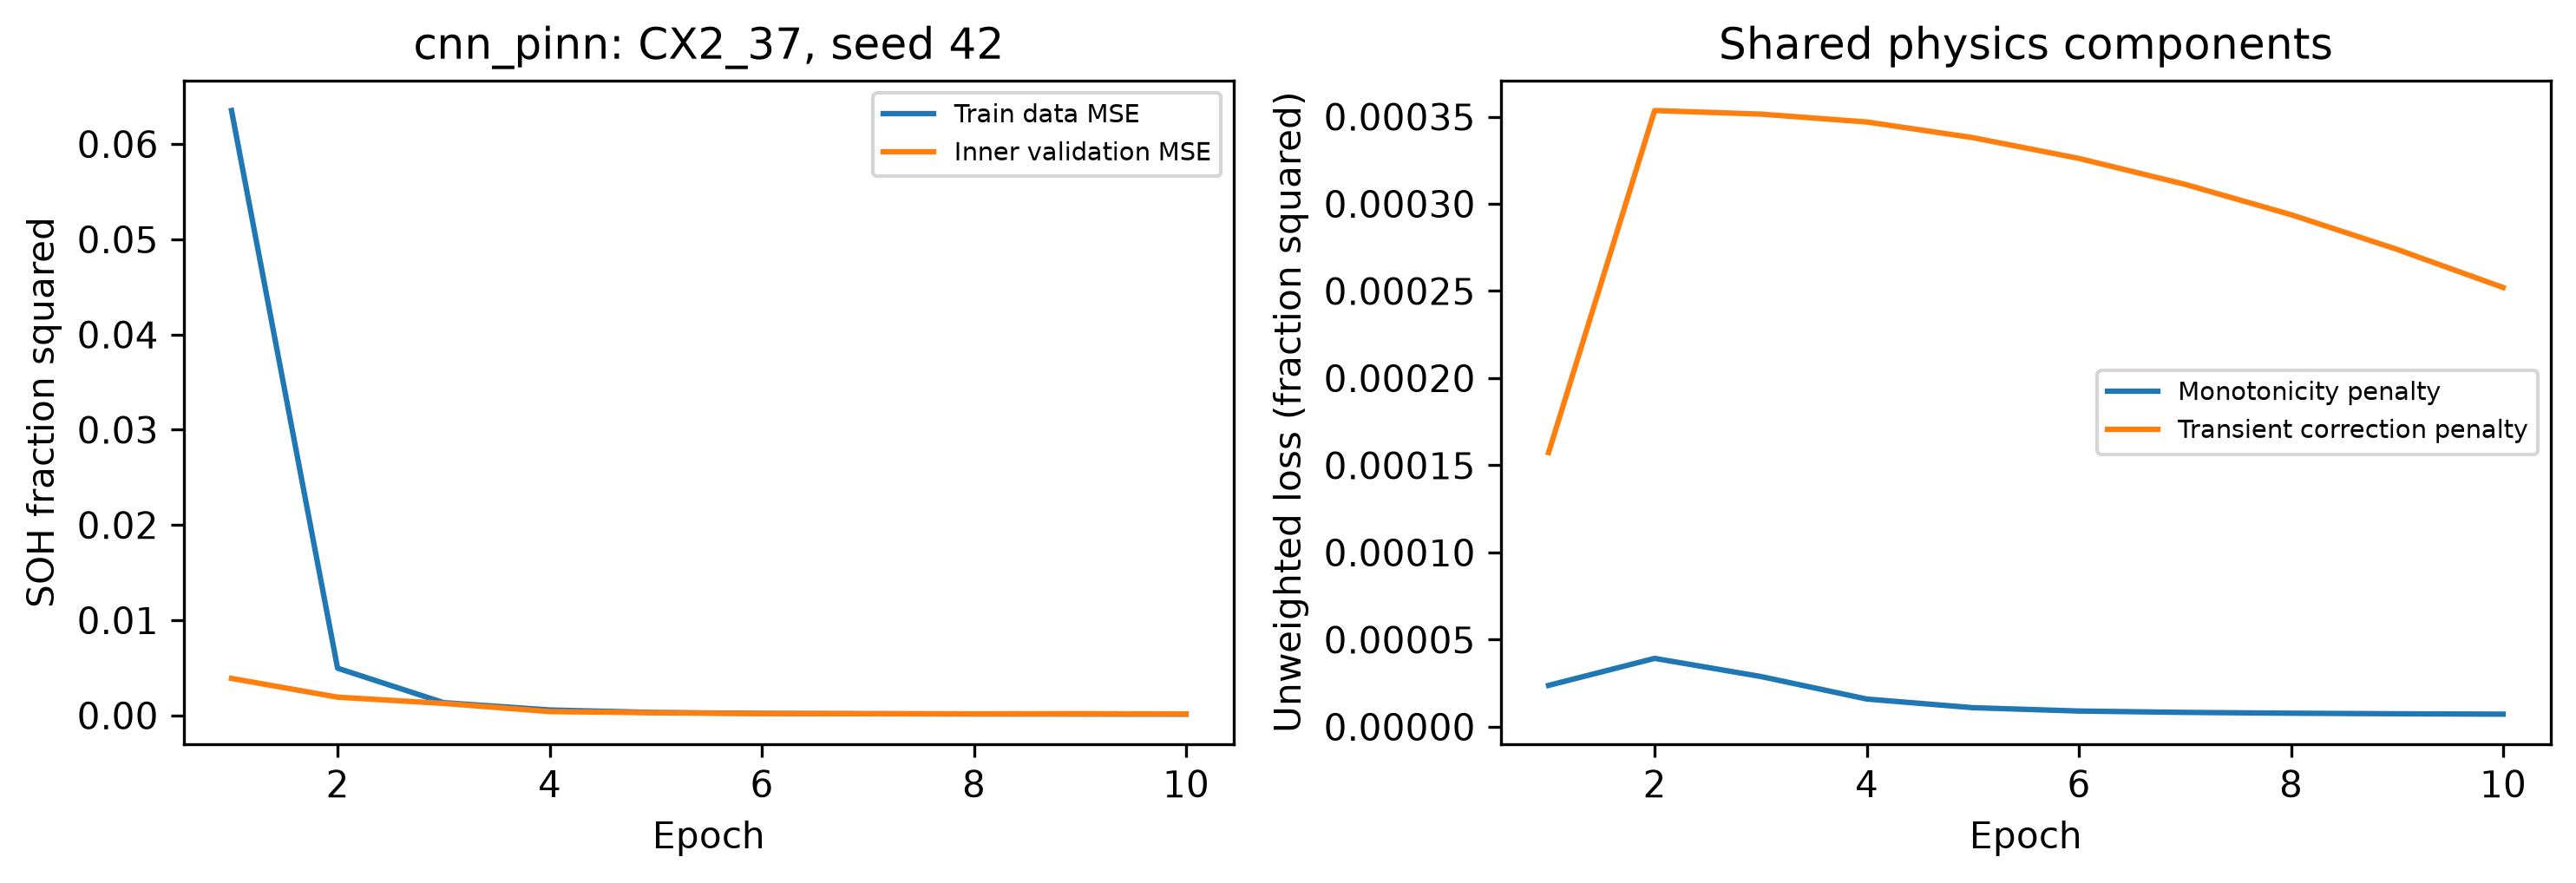 cnn_pinn: CX2_37, seed 42
SOH fraction squared
0.06
0.05
0.04
0.03
0.02
0.01
0.00
Train data MSE
Inner validation MSE
2
4
6
8
10
Epoch
Shared physics components
Unweighted loss (fraction squared)
0.00035
0.00030
0.00025
0.00020
0.00015
0.00010
0.00005
0.00000
Monotonicity penalty
Transient correction penalty
2
4
6
8
10
Epoch